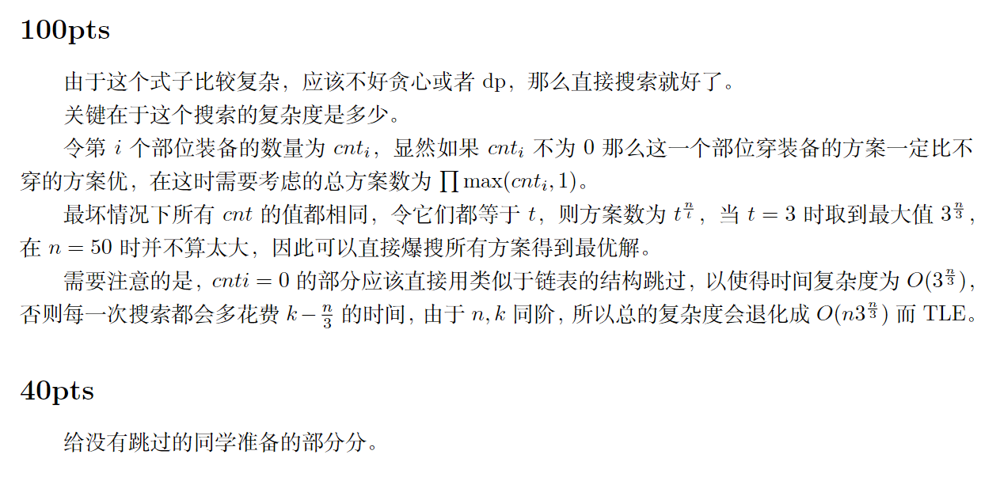 100pts
由于这个式子比较复杂，应该不好贪心或者 dp，那么直接搜索就好了。
关键在于这个搜索的复杂度是多少。
令第 $i$ 个部位装备的数量为 $cnt_i$，显然如果 $cnt_i$ 不为 0 那么这一个部位穿装备的方案一定比不
穿的方案优，在这时需要考虑的总方案数为 $\prod \max(cnt_i, 1)$。
最坏情况下所有 $cnt$ 的值都相同，令它们都等于 $t$，则方案数为 $t^{\frac{n}{t}}$，当 $t = 3$ 时取到最大值 $3^{\frac{n}{3}}$，
在 $n = 50$ 时并不算太大，因此可以直接爆搜所有方案得到最优解。
需要注意的是，$cnti = 0$ 的部分应该直接用类似于链表的结构跳过，以使得时间复杂度为 $O(3^{\frac{n}{3}})$，
否则每一次搜索都会多花费 $k - \frac{n}{3}$ 的时间，由于 $n, k$ 同阶，所以总的复杂度会退化成 $O(n3^{\frac{n}{3}})$ 而 TLE。
40pts
给没有跳过的同学准备的部分分。